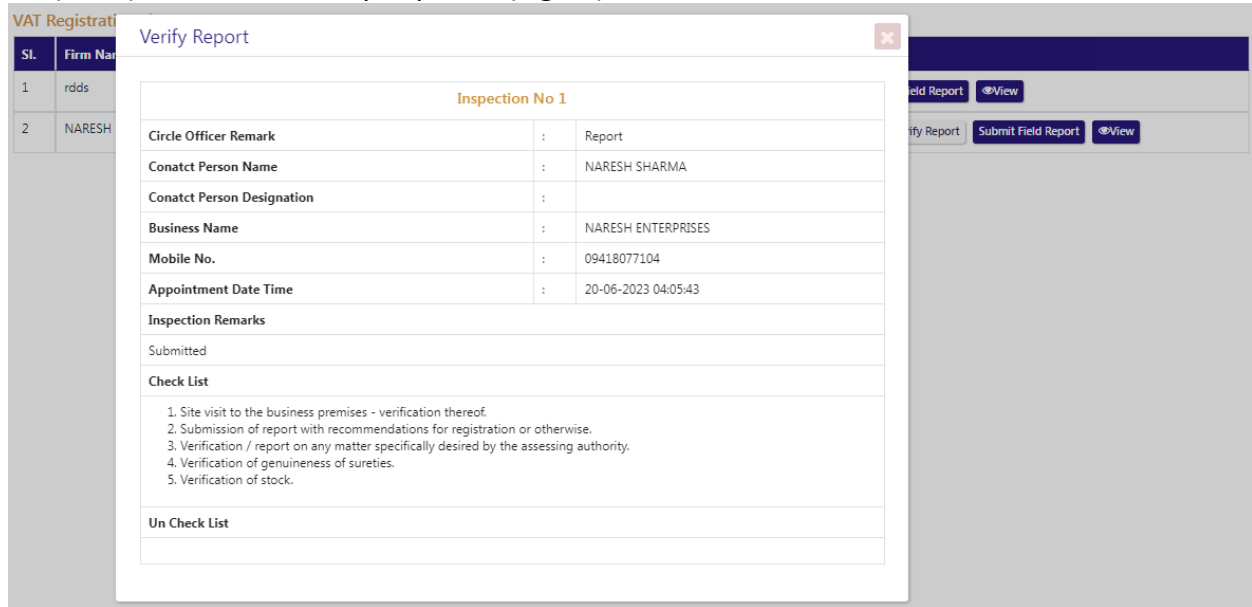 VAT Registrati
Verify Report
Sl. Firm Nar
1 rdds ield Report View
2 NARESH ify Report Submit Field Report View
Inspection No 1
Circle Officer Remark : Report
Conatct Person Name : NARESH SHARMA
Conatct Person Designation :
Business Name : NARESH ENTERPRISES
Mobile No. : 09418077104
Appointment Date Time : 20-06-2023 04:05:43
Inspection Remarks
Submitted
Check List
1. Site visit to the business premises - verification thereof.
2. Submission of report with recommendations for registration or otherwise.
3. Verification / report on any matter specifically desired by the assessing authority.
4. Verification of genuineness of sureties.
5. Verification of stock.
Un Check List